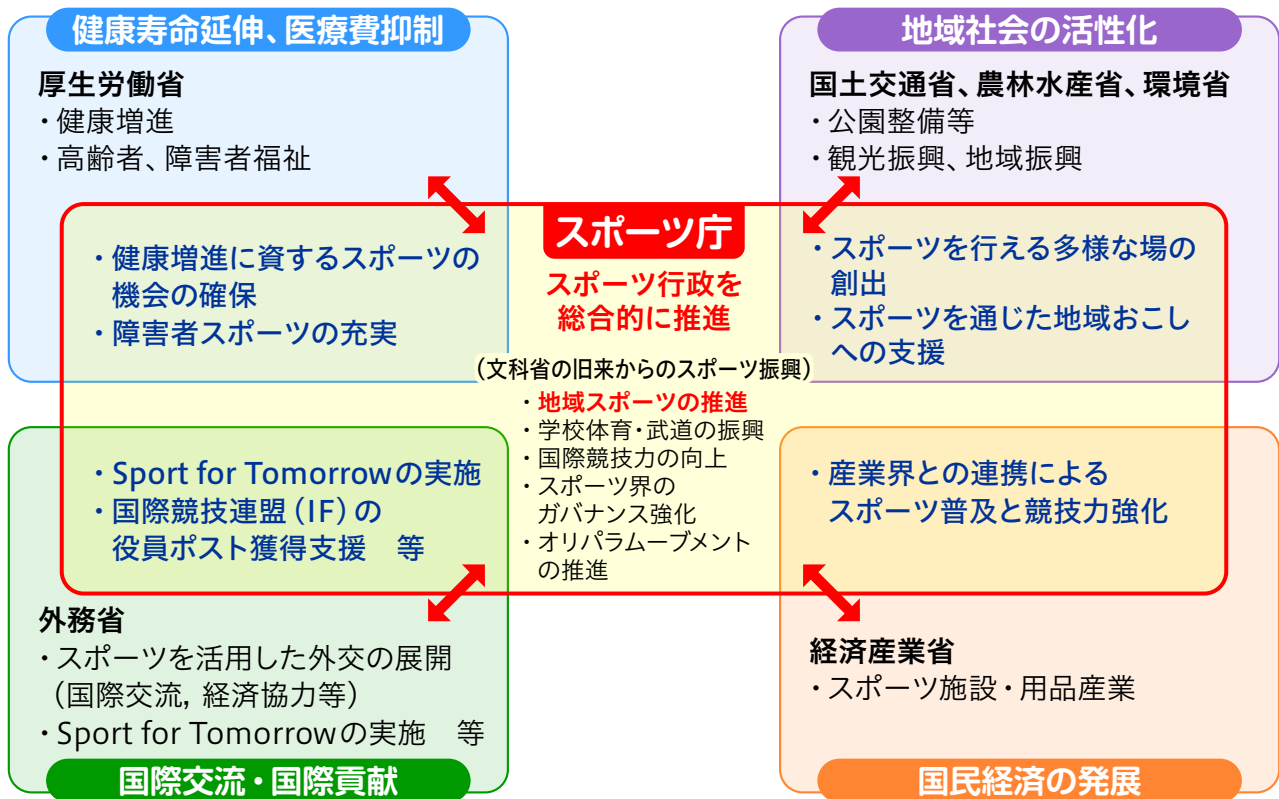 健康寿命延伸、医療費抑制
厚生労働省
・健康増進
・高齢者、障害者福祉
・健康増進に資するスポーツの
機会の確保
・障害者スポーツの充実
地域社会の活性化
国土交通省、農林水産省、環境省
・公園整備等
・観光振興、地域振興
・スポーツを行える多様な場の
創出
・スポーツを通じた地域おこし
への支援
スポーツ庁
スポーツ行政を
総合的に推進
（文科省の旧来からのスポーツ振興）
・地域スポーツの推進
・学校体育・武道の振興
・国際競技力の向上
・スポーツ界の
ガバナンス強化
・オリパラムーブメント
の推進
・Sport for Tomorrowの実施
・国際競技連盟（IF）の
役員ポスト獲得支援　等
外務省
・スポーツを活用した外交の展開
（国際交流，経済協力等）
・Sport for Tomorrowの実施　等
国際交流・国際貢献
・産業界との連携による
スポーツ普及と競技力強化
経済産業省
・スポーツ施設・用品産業
国民経済の発展